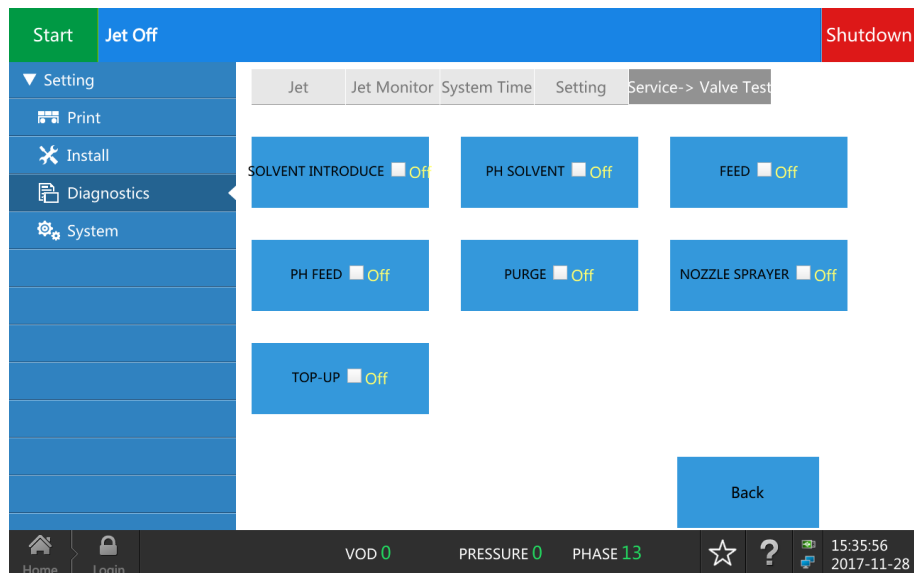 Start Jet Off Shutdown
Setting
Print
Install
Diagnostics
System
Jet Jet Monitor System Time Setting Service-> Valve Test
SOLVENT INTRODUCE Off PH SOLVENT Off FEED Off
PH FEED Off PURGE Off NOZZLE SPRAYER Off
TOP-UP Off
Back
Home Login VOD 0 PRESSURE 0 PHASE 13 ? 15:35:56
2017-11-28